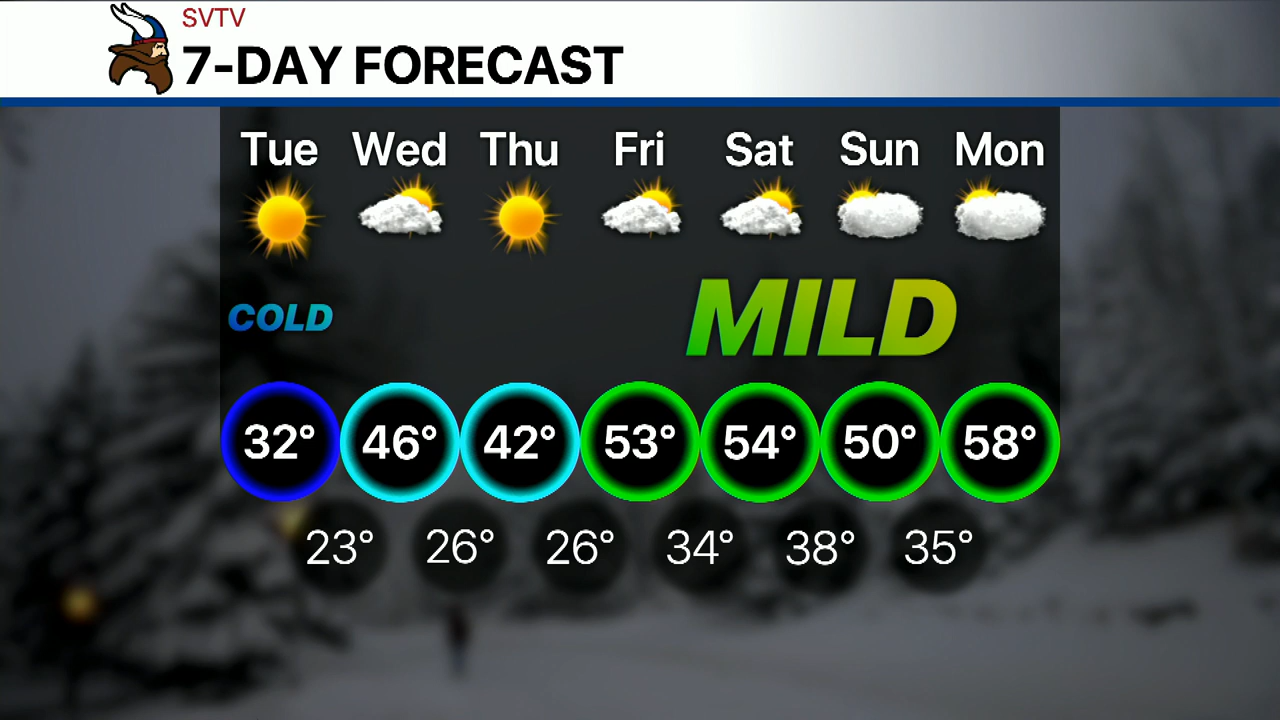 SVTV
7-DAY FORECAST
Tue Wed Thu Fri Sat Sun Mon
COLD MILD
32° 46° 42° 53° 54° 50° 58°
23° 26° 26° 34° 38° 35°